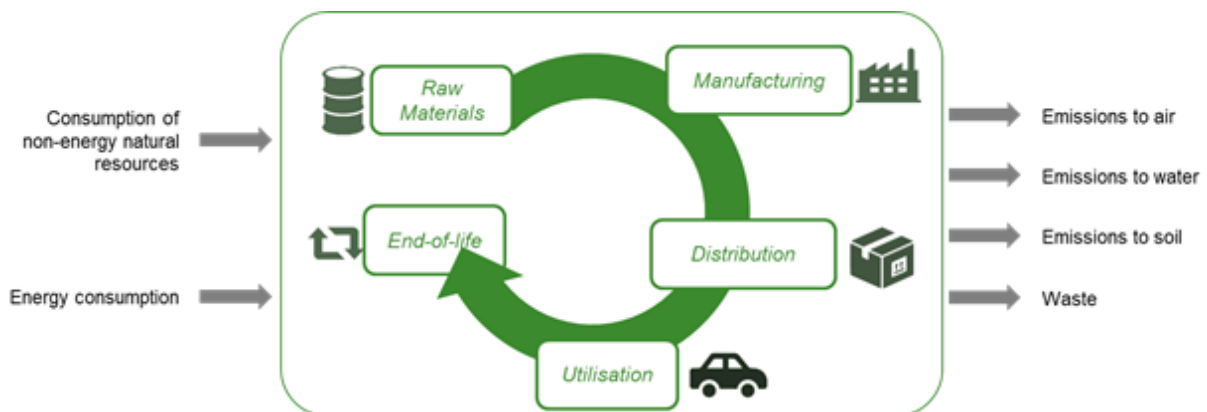 Consumption of
non-energy natural
resources
Energy consumption
Raw
Materials
Manufacturing
Distribution
Utilisation
End-of-life
Emissions to air
Emissions to water
Emissions to soil
Waste